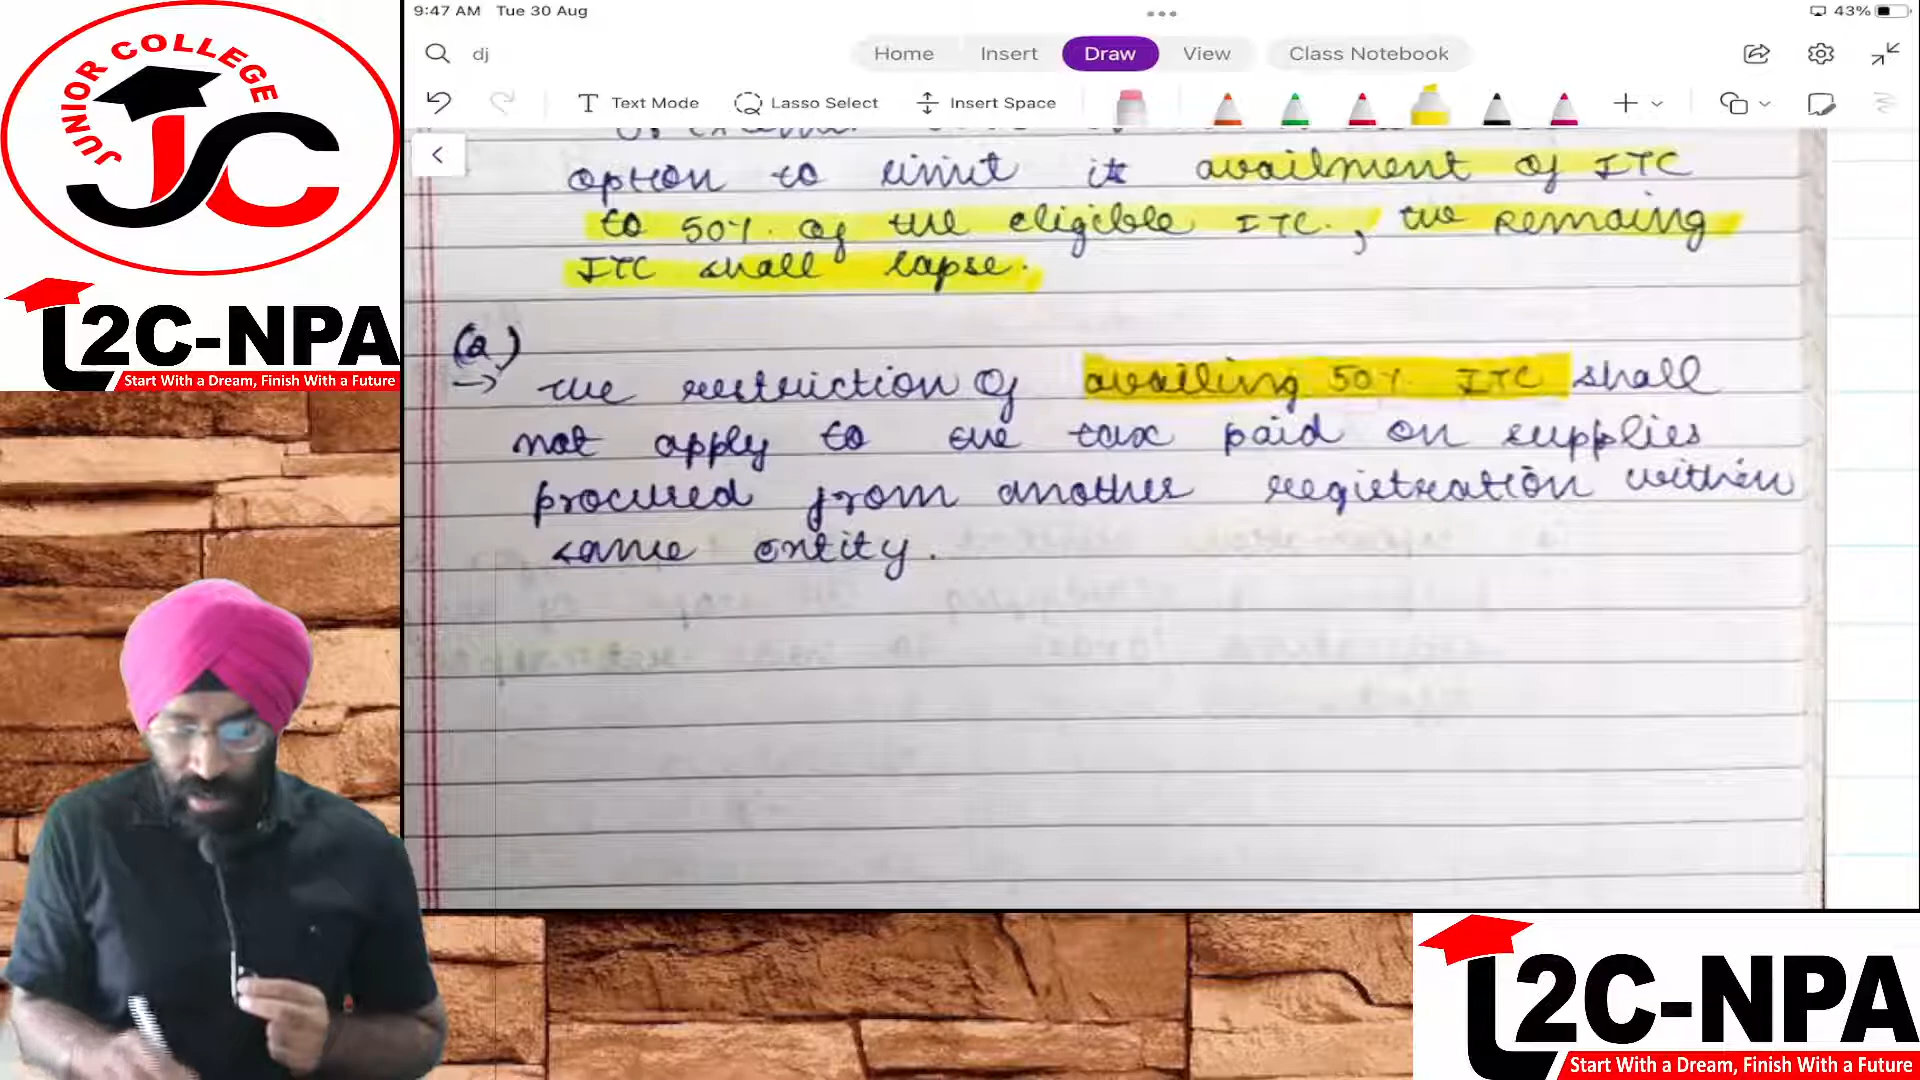 JUNIOR COLLEGE
JC
L2C-NPA
Start With a Dream, Finish With a Future
9:47 AM Tue 30 Aug
43%
dj
Home Insert Draw View Class Notebook
Text Mode Lasso Select Insert Space
option to limit it availment of ITC
to 50%. of the eligible ITC., the remaing
ITC shall lapse.
(a)
→ the restriction of availing 50% ITC shall
not apply to the tax paid on supplies
procured from another registration within
same entity.
L2C-NPA
Start With a Dream, Finish With a Future